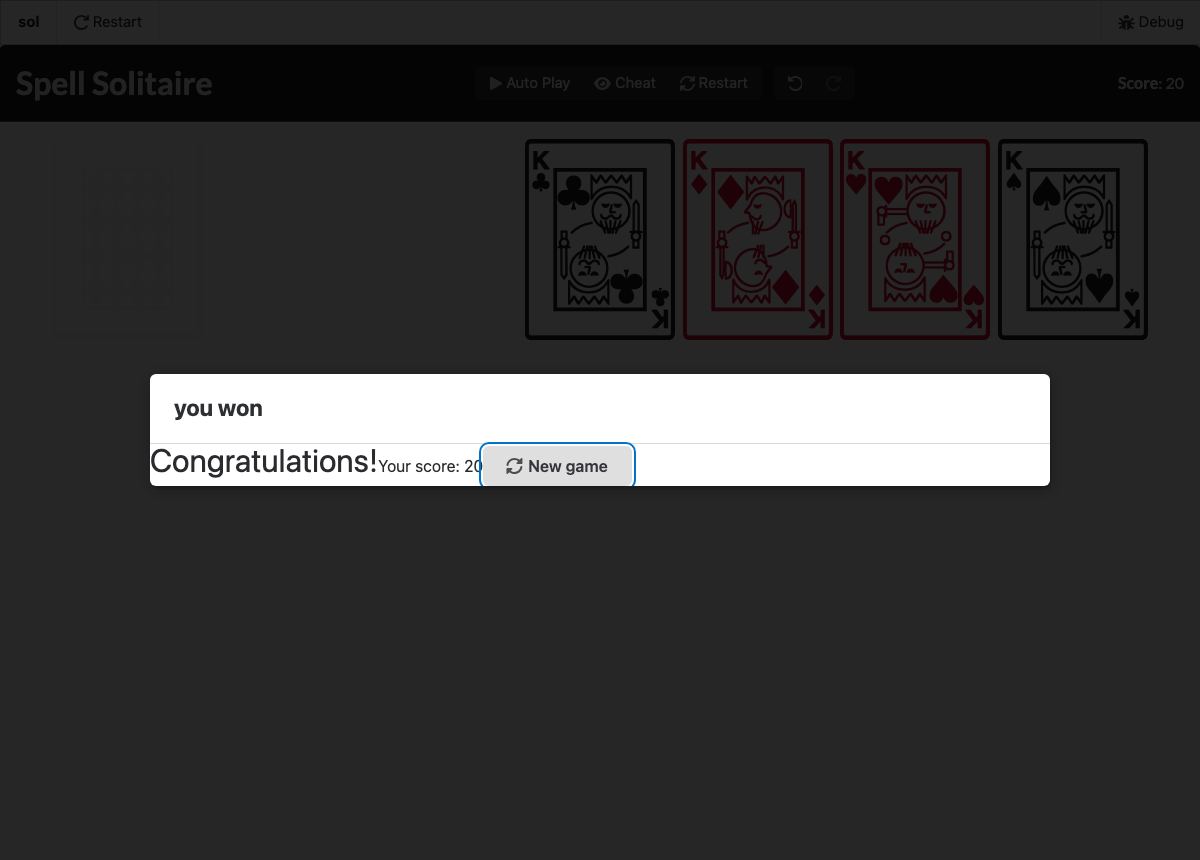 sol Restart Debug
Spell Solitaire Auto Play Cheat Restart Score: 20
K K K K
K K K K
you won
Congratulations! Your score: 20 New game